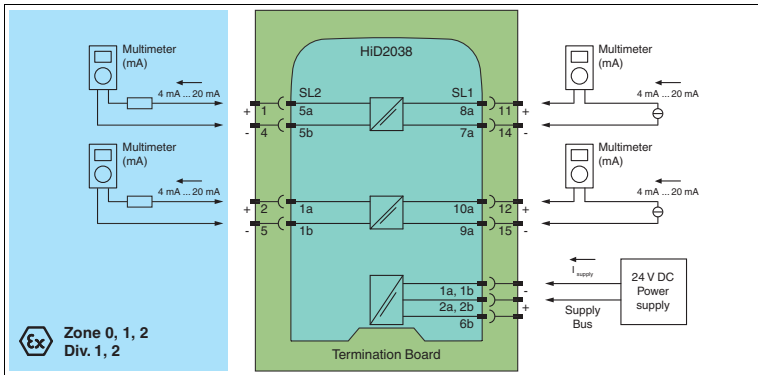 HiD2038
Multimeter
(mA)
4 mA ... 20 mA
+
1
-
4
SL2
5a
5b
SL1
8a
7a
11
+
14
-
Multimeter
(mA)
4 mA ... 20 mA
Multimeter
(mA)
4 mA ... 20 mA
+
2
-
5
1a
1b
10a
9a
12
+
15
-
Multimeter
(mA)
4 mA ... 20 mA
1a, 1b
-
2a, 2b
+
6b
I supply
Supply
Bus
24 V DC
Power
supply
Ex
Zone 0, 1, 2
Div. 1, 2
Termination Board